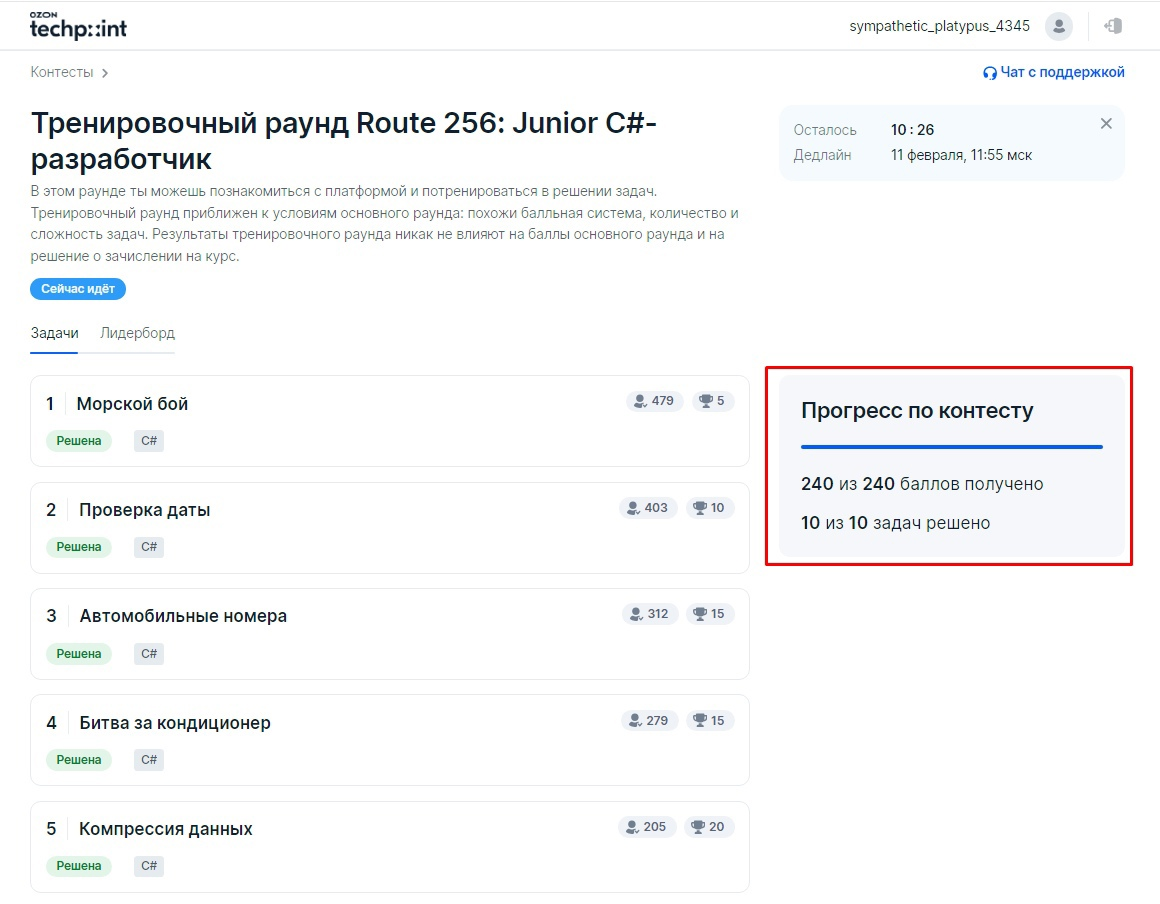 OZON
techp::int
sympathetic_platypus_4345
Контесты
Чат с поддержкой
Тренировочный раунд Route 256: Junior C#-
разработчик
Осталось 10 : 26
Дедлайн 11 февраля, 11:55 мск
В этом раунде ты можешь познакомиться с платформой и потренироваться в решении задач.
Тренировочный раунд приближен к условиям основного раунда: похожи балльная система, количество и
сложность задач. Результаты тренировочного раунда никак не влияют на баллы основного раунда и на
решение о зачислении на курс.
Сейчас идёт
Задачи Лидерборд
1 Морской бой 479 5
Решена C#
2 Проверка даты 403 10
Решена C#
3 Автомобильные номера 312 15
Решена C#
4 Битва за кондиционер 279 15
Решена C#
5 Компрессия данных 205 20
Решена C#
Прогресс по контесту
240 из 240 баллов получено
10 из 10 задач решено